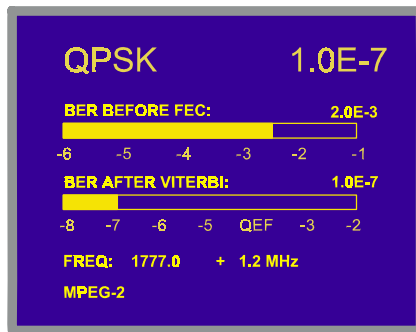 QPSK 1.0E-7
BER BEFORE FEC: 2.0E-3
-6 -5 -4 -3 -2 -1
BER AFTER VITERBI: 1.0E-7
-8 -7 -6 -5 QEF -3 -2
FREQ: 1777.0 + 1.2 MHz
MPEG-2